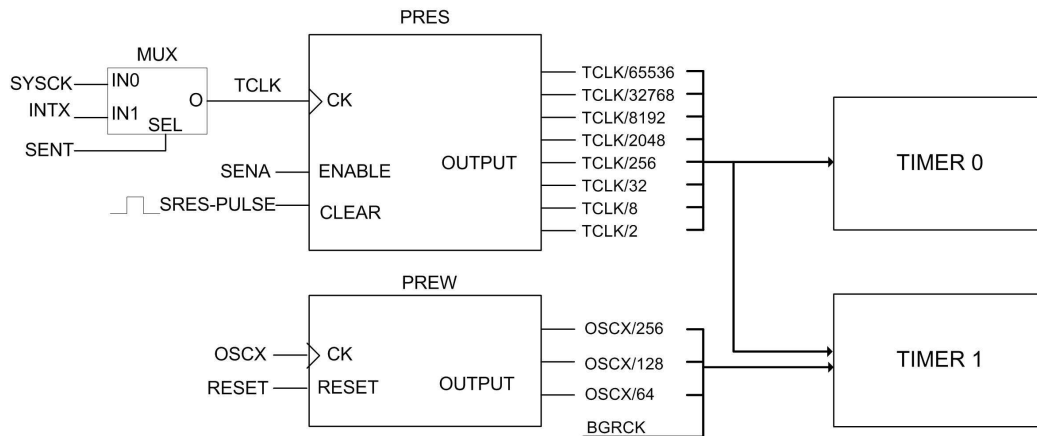 PRES
MUX
SYSCK
IN0
TCLK
INTX
IN1
O
SEL
SENT
CK
SENA
ENABLE
SRES-PULSE
CLEAR
OUTPUT
TCLK/65536
TCLK/32768
TCLK/8192
TCLK/2048
TCLK/256
TCLK/32
TCLK/8
TCLK/2
TIMER 0
PREW
OSCX
CK
RESET
RESET
OUTPUT
OSCX/256
OSCX/128
OSCX/64
BGRCK
TIMER 1